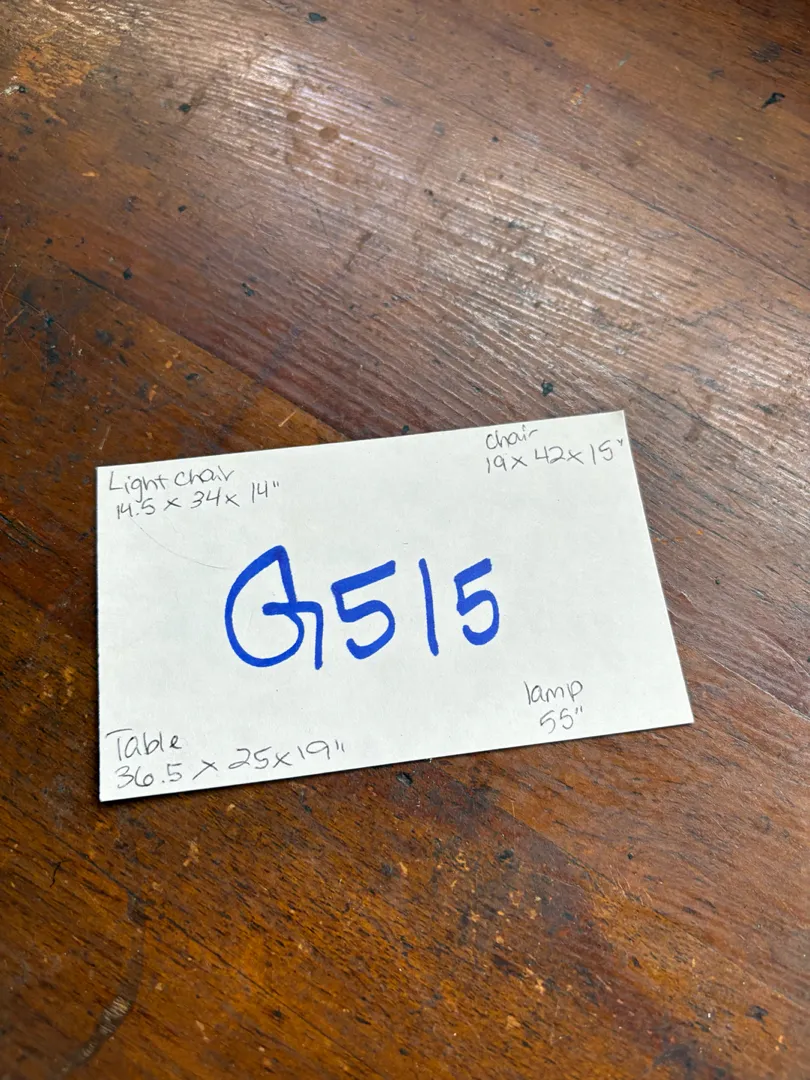 Light chair
14.5 x 34 x 14"
chair
19 x 42 x 15"
G515
lamp
55"
Table
36.5 x 25 x 19"